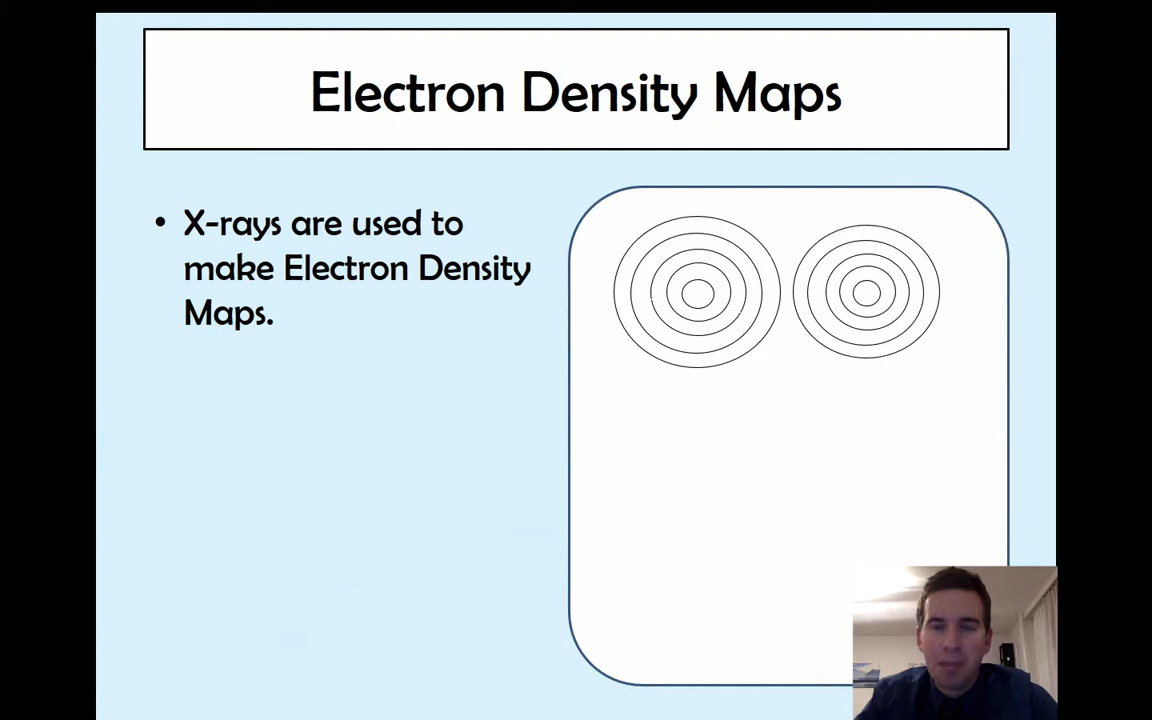 Electron Density Maps
• X-rays are used to
make Electron Density
Maps.